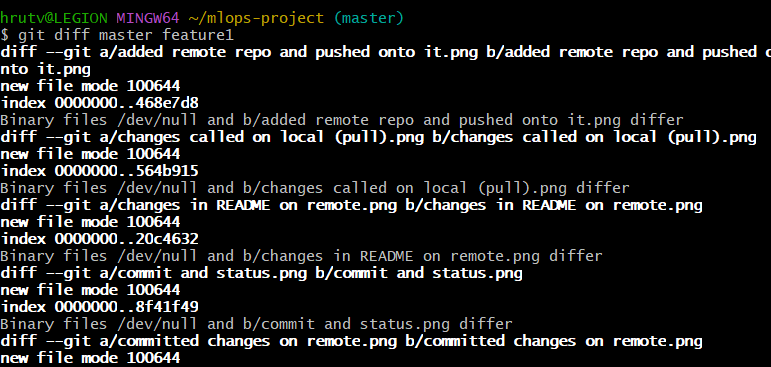 hrutv@LEGION MINGW64 ~/mlops-project (master)
$ git diff master feature1
diff --git a/added remote repo and pushed onto it.png b/added remote repo and pushed o
nto it.png
new file mode 100644
index 0000000..468e7d8
Binary files /dev/null and b/added remote repo and pushed onto it.png differ
diff --git a/changes called on local (pull).png b/changes called on local (pull).png
new file mode 100644
index 0000000..564b915
Binary files /dev/null and b/changes called on local (pull).png differ
diff --git a/changes in README on remote.png b/changes in README on remote.png
new file mode 100644
index 0000000..20c4632
Binary files /dev/null and b/changes in README on remote.png differ
diff --git a/commit and status.png b/commit and status.png
new file mode 100644
index 0000000..8f41f49
Binary files /dev/null and b/commit and status.png differ
diff --git a/committed changes on remote.png b/committed changes on remote.png
new file mode 100644